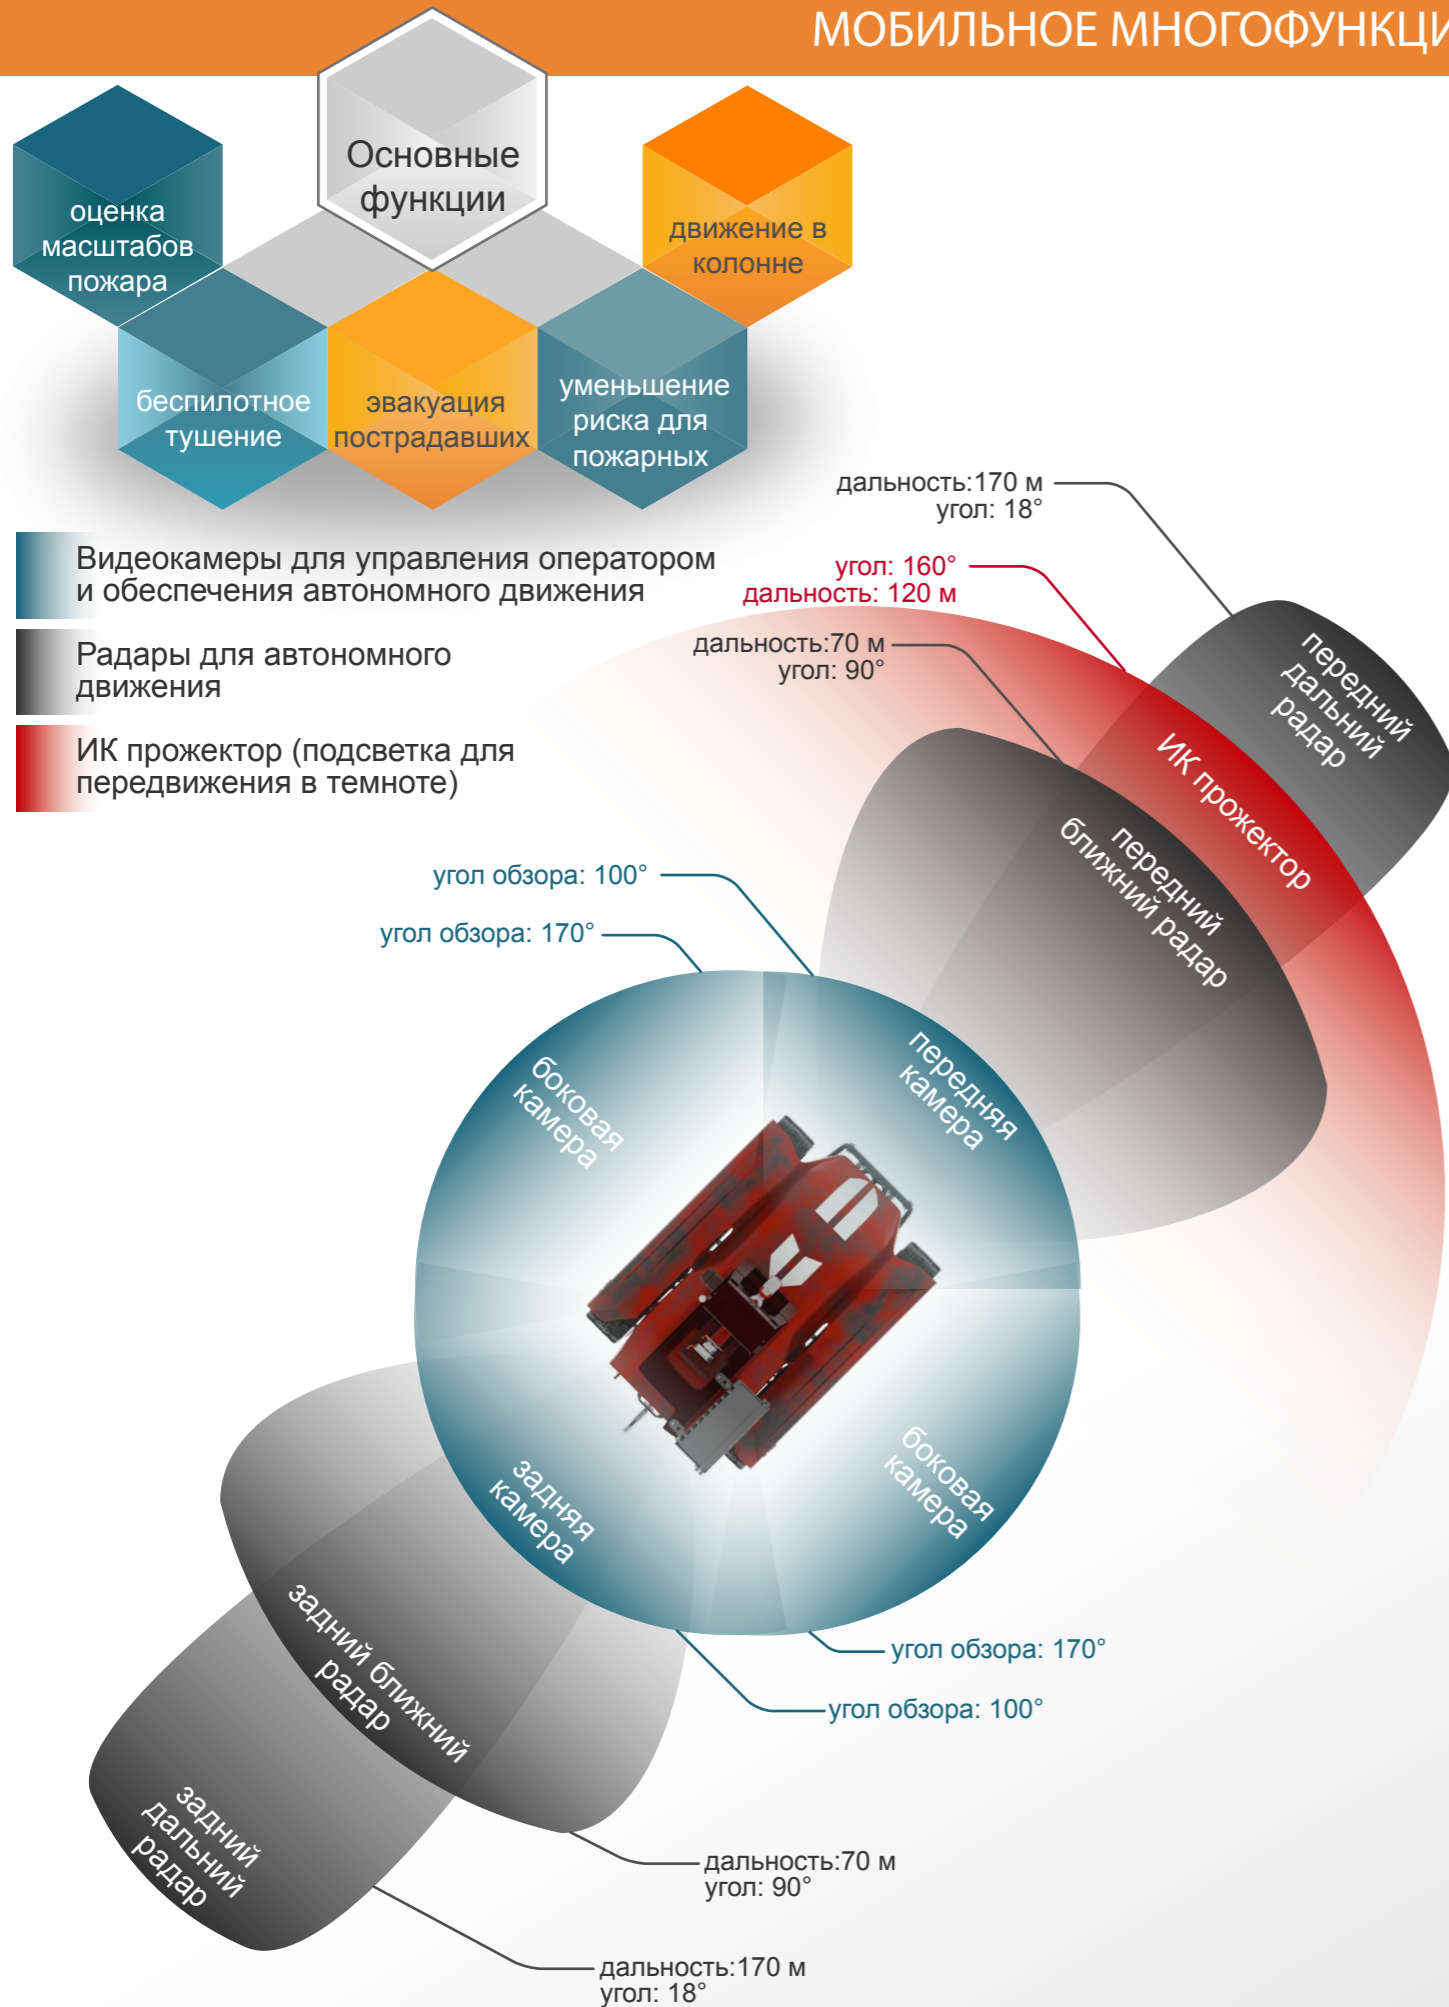 МОБИЛЬНОЕ МНОГОФУНКЦИ
Основные
функции
оценка
масштабов
пожара
движение в
колонне
беспилотное
тушение
эвакуация
пострадавших
уменьшение
риска для
пожарных
Видеокамеры для управления оператором
и обеспечения автономного движения
Радары для автономного
движения
ИК прожектор (подсветка для
передвижения в темноте)
дальность:170 м
угол: 18°
угол: 160°
дальность: 120 м
дальность:70 м
угол: 90°
передний
дальний
радар
ИК прожектор
передний
ближний радар
угол обзора: 100°
угол обзора: 170°
боковая
камера
передняя
камера
задняя
камера
боковая
камера
угол обзора: 170°
угол обзора: 100°
задний ближний
радар
задний
дальний
радар
дальность:70 м
угол: 90°
дальность:170 м
угол: 18°